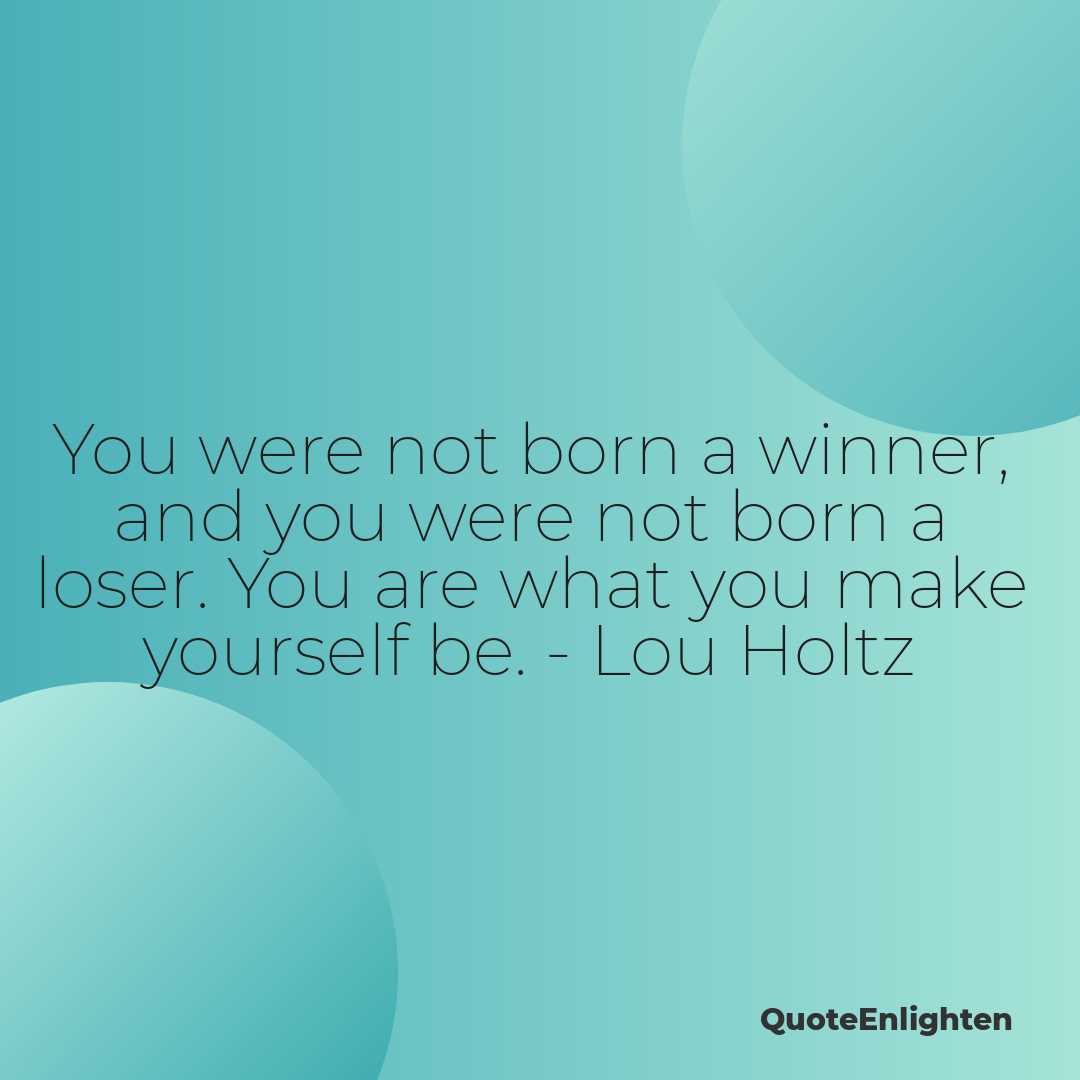 You were not born a winner,
and you were not born a
loser. You are what you make
yourself be. - Lou Holtz
QuoteEnlighten